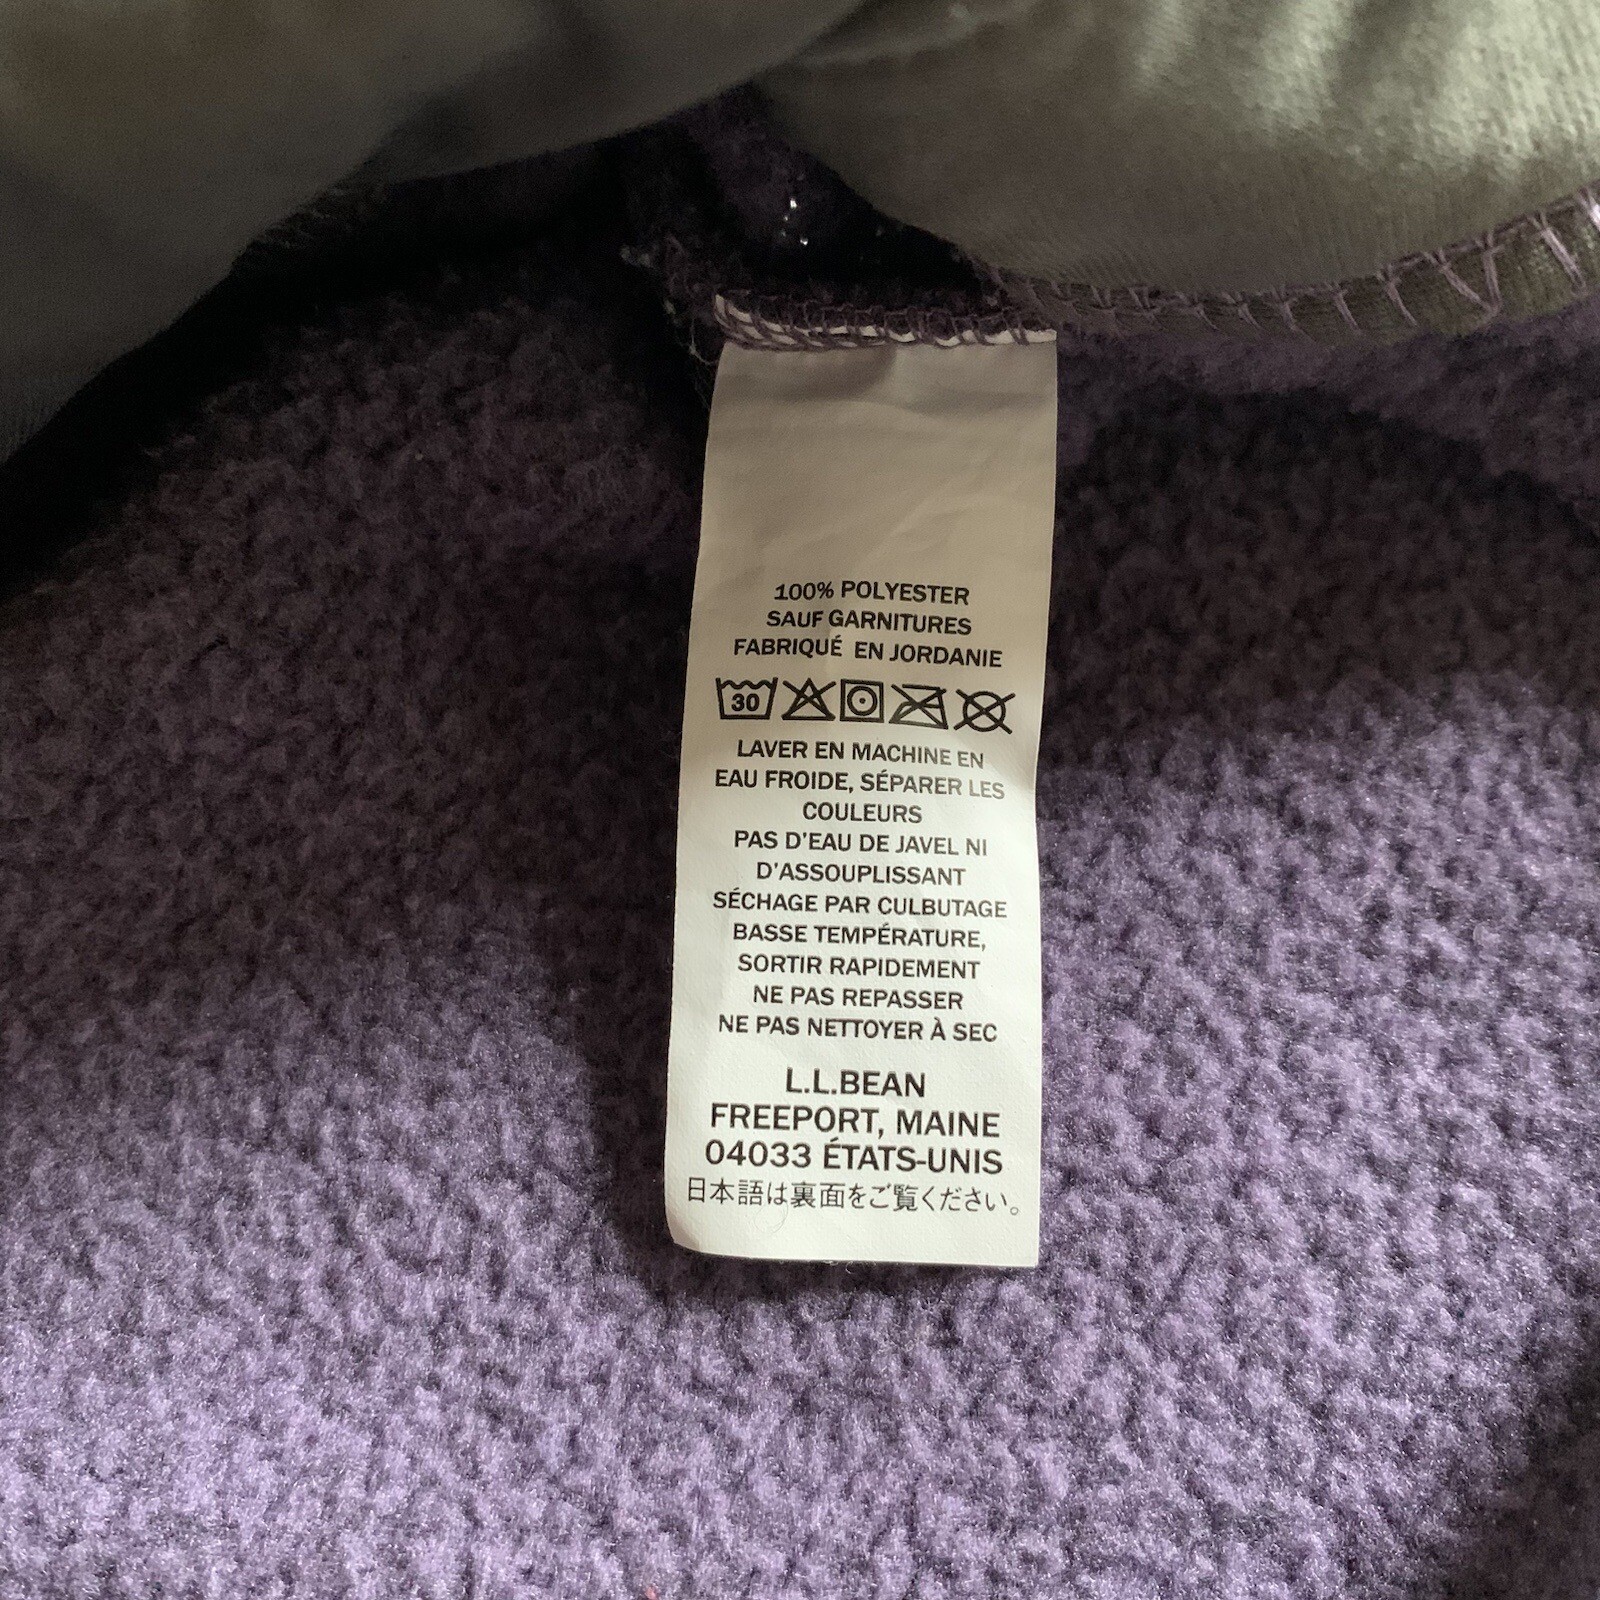 100% POLYESTER
SAUF GARNITURES
FABRIQUÉ EN JORDANIE
30
LAVER EN MACHINE EN
EAU FROIDE, SÉPARER LES
COULEURS
PAS D'EAU DE JAVEL NI
D'ASSOUPLISSANT
SÉCHAGE PAR CULBUTAGE
BASSE TEMPÉRATURE,
SORTIR RAPIDEMENT
NE PAS REPASSER
NE PAS NETTOYER À SEC
L.L.BEAN
FREEPORT, MAINE
04033 ÉTATS-UNIS
日本語は裏面をご覧ください。